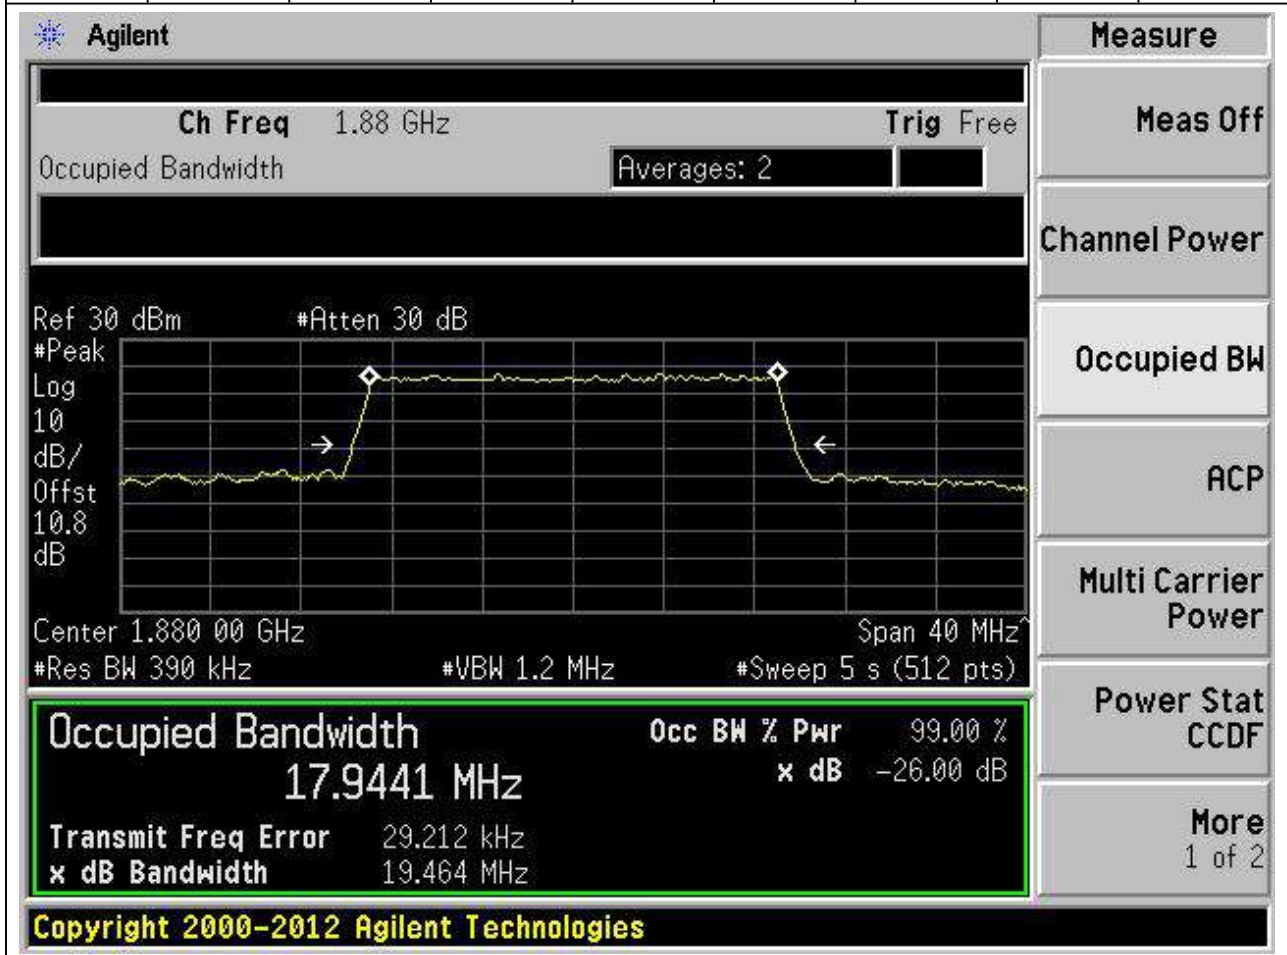 Agilent
Measure
Ch Freq 1.88 GHz Trig Free
Occupied Bandwidth Averages: 2
Meas Off
Channel Power
Occupied BW
ACP
Multi Carrier
Power
Power Stat
CCDF
More
1 of 2
Ref 30 dBm #Atten 30 dB
#Peak
Log
10
dB/
Offst
10.8
dB
Center 1.880 00 GHz Span 40 MHz^
#Res BW 390 kHz #VBW 1.2 MHz #Sweep 5 s (512 pts)
Occupied Bandwidth Occ BW % Pwr 99.00 %
17.9441 MHz x dB -26.00 dB
Transmit Freq Error 29.212 kHz
x dB Bandwidth 19.464 MHz
Copyright 2000-2012 Agilent Technologies